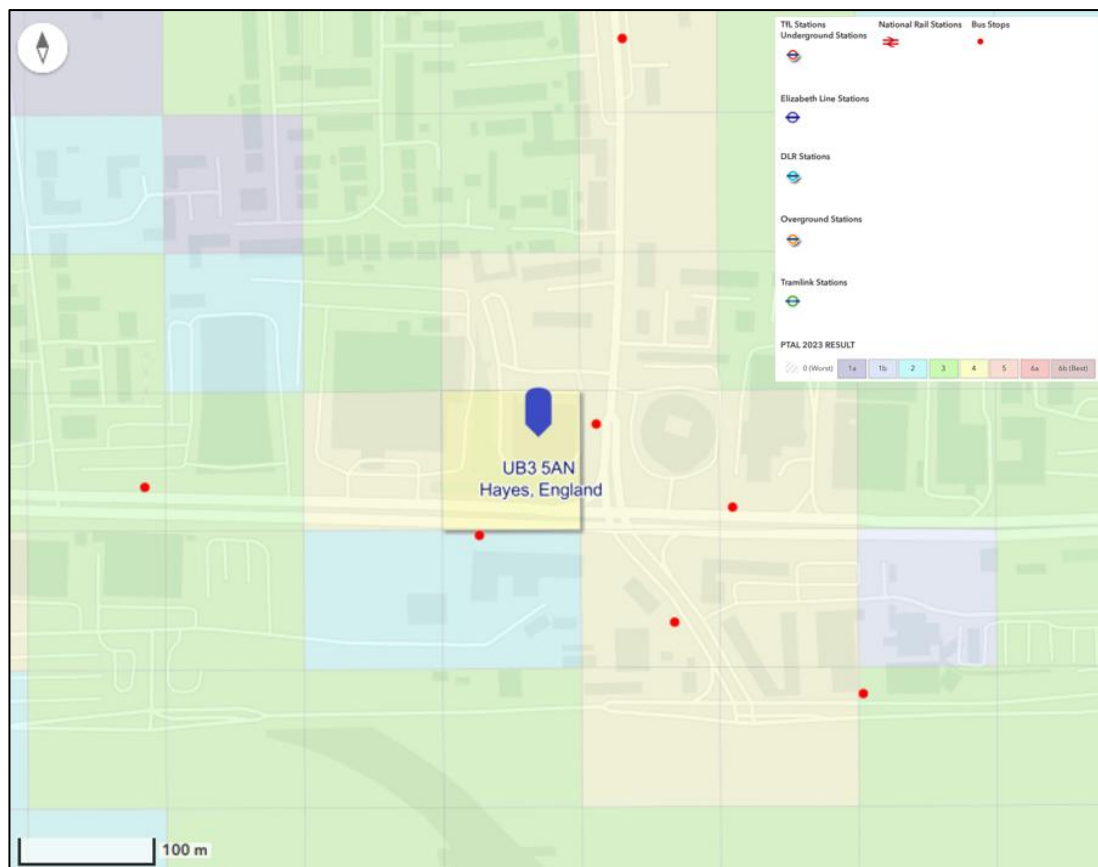 TfL Stations
Underground Stations
National Rail Stations
Bus Stops
Elizabeth Line Stations
DLR Stations
Overground Stations
Tramlink Stations
PTAL 2023 RESULT
0 (Worst) 1a 1b 2 3 4 5 6a 6b (Best)
UB3 5AN
Hayes, England
100 m